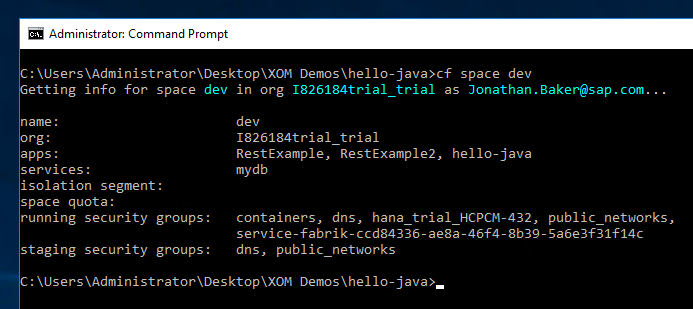 Administrator: Command Prompt
C:\Users\Administrator\Desktop\XOM Demos\hello-java>cf space dev
Getting info for space dev in org I826184trial_trial as Jonathan.Baker@sap.com...
name: dev
org: I826184trial_trial
apps: RestExample, RestExample2, hello-java
services: mydb
isolation segment:
space quota:
running security groups: containers, dns, hana_trial_HCPCM-432, public_networks,
service-fabrik-ccd84336-ae8a-46f4-8b39-5a6e3f31f14c
staging security groups: dns, public_networks
C:\Users\Administrator\Desktop\XOM Demos\hello-java>